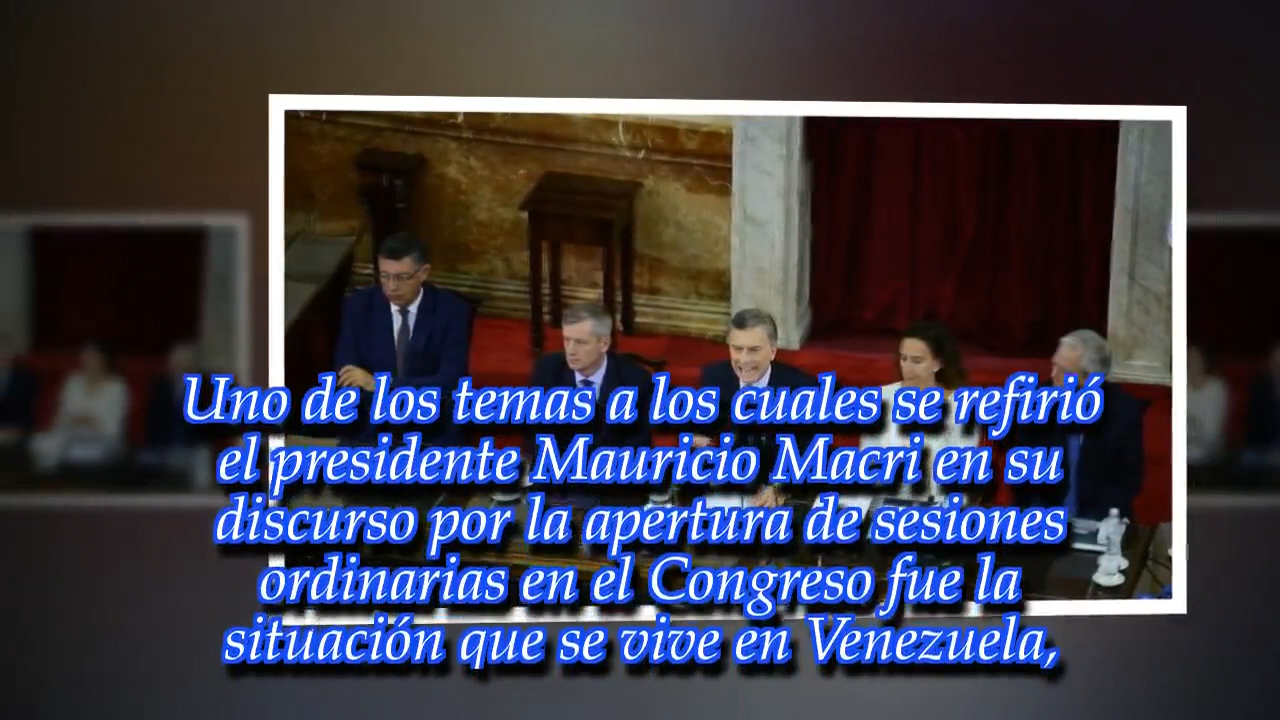 Uno de los temas a los cuales se refirió
el presidente Mauricio Macri en su
discurso por la apertura de sesiones
ordinarias en el Congreso fue la
situación que se vive en Venezuela,